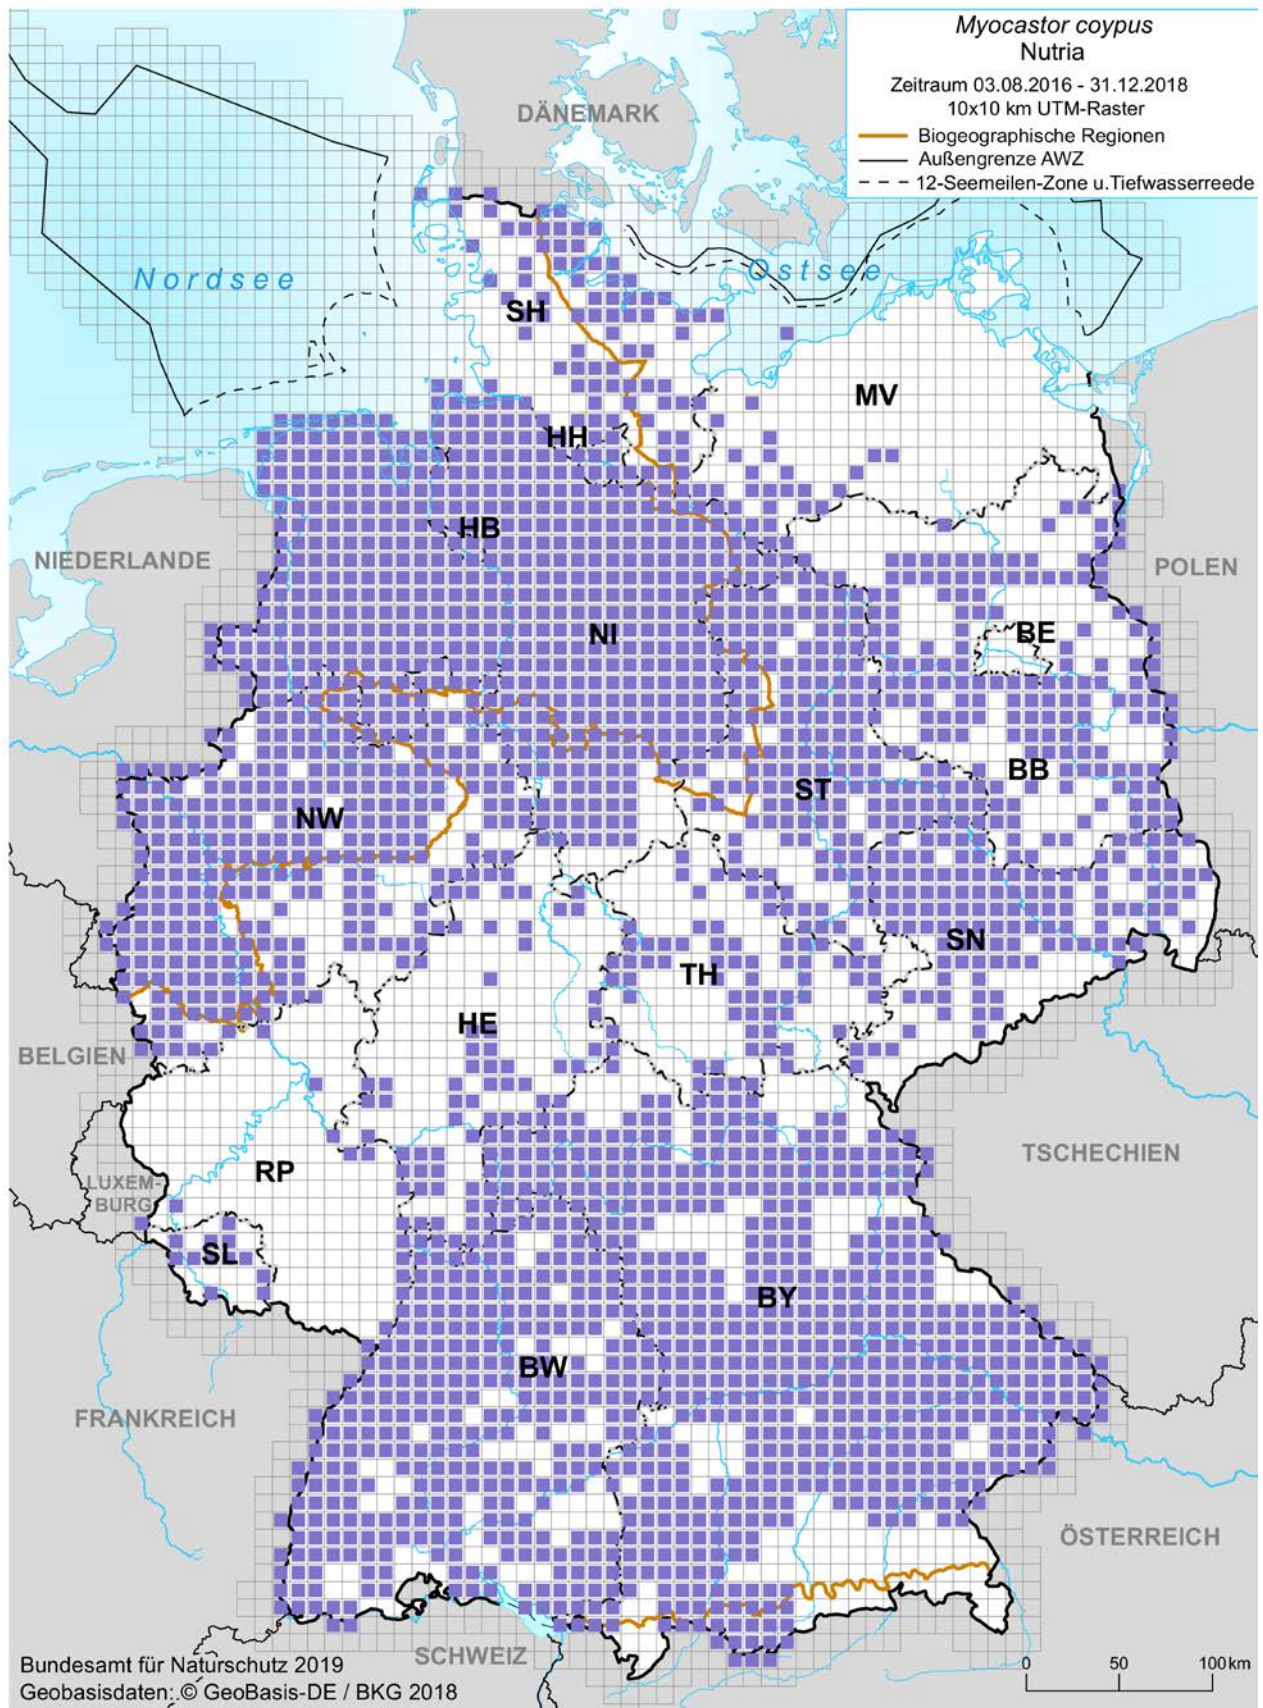 Myocastor coypus
Nutria
Zeitraum 03.08.2016 - 31.12.2018
10x10 km UTM-Raster
Biogeographische Regionen
Außengrenze AWZ
12-Seemeilen-Zone u.Tiefwasserreede
DÄNEMARK
Nordsee
Ostsee
SH
MV
HH
HB
NIEDERLANDE
POLEN
NI
BE
BB
ST
NW
SN
TH
HE
BELGIEN
TSCHECHIEN
RP
LUXEM-
BURG
SL
BY
BW
FRANKREICH
ÖSTERREICH
SCHWEIZ
0 50 100km
Bundesamt für Naturschutz 2019
Geobasisdaten:.© GeoBasis-DE / BKG 2018